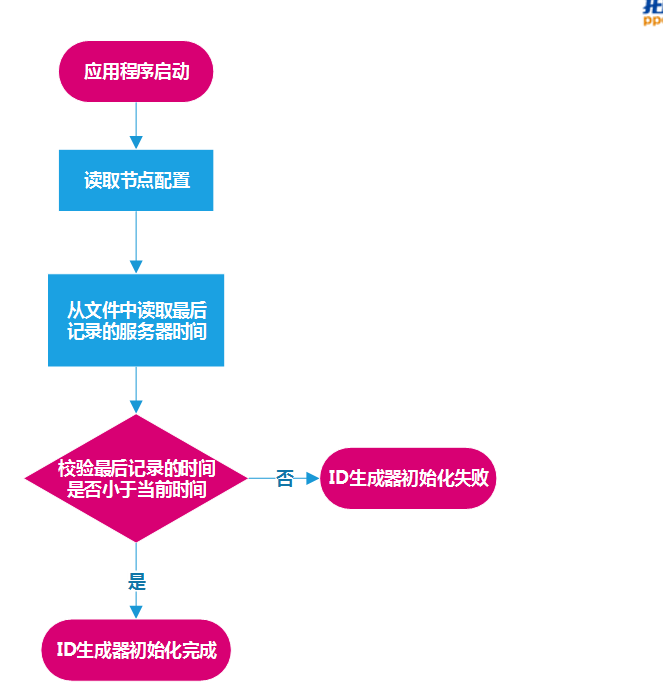 应用程序启动
读取节点配置
从文件中读取最后
记录的服务器时间
校验最后记录的时间
是否小于当前时间
否
ID生成器初始化失败
是
ID生成器初始化完成